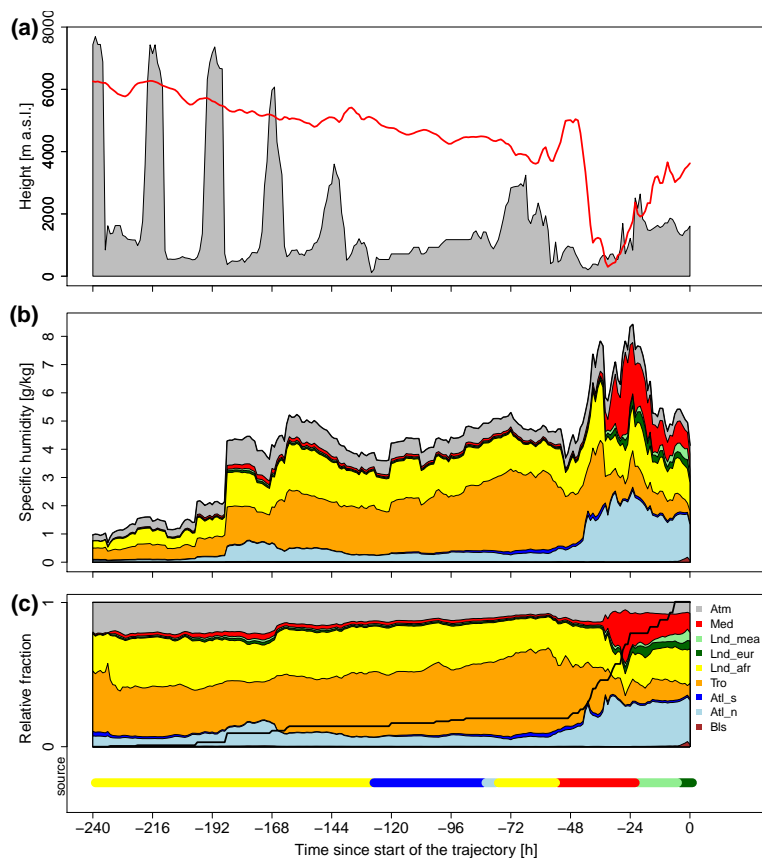 (a)
Height [m a.s.l.]
0 2000 4000 6000 8000
(b)
Specific humidity [g/kg]
0 1 2 3 4 5 6 7 8
(c)
Relative fraction
0 1
Atm
Med
Lnd_mea
Lnd_eur
Lnd_afr
Tro
Atl_s
Atl_n
Bls
source
−240 −216 −192 −168 −144 −120 −96 −72 −48 −24 0
Time since start of the trajectory [h]